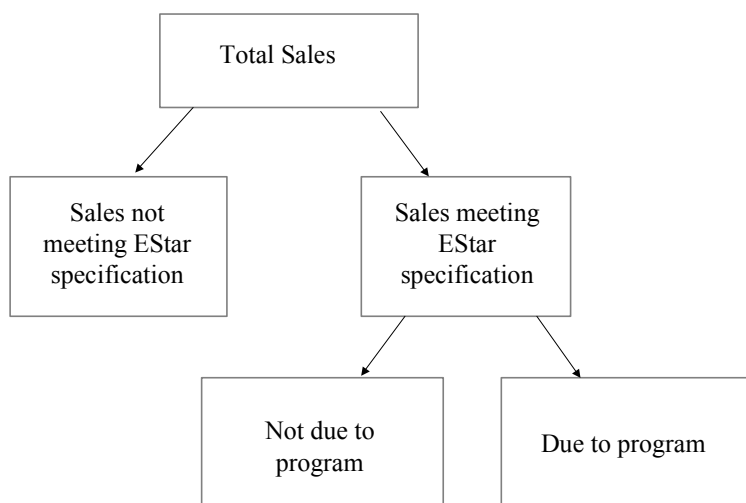 Total Sales
Sales not
meeting EStar
specification
Sales meeting
EStar
specification
Not due to
program
Due to program